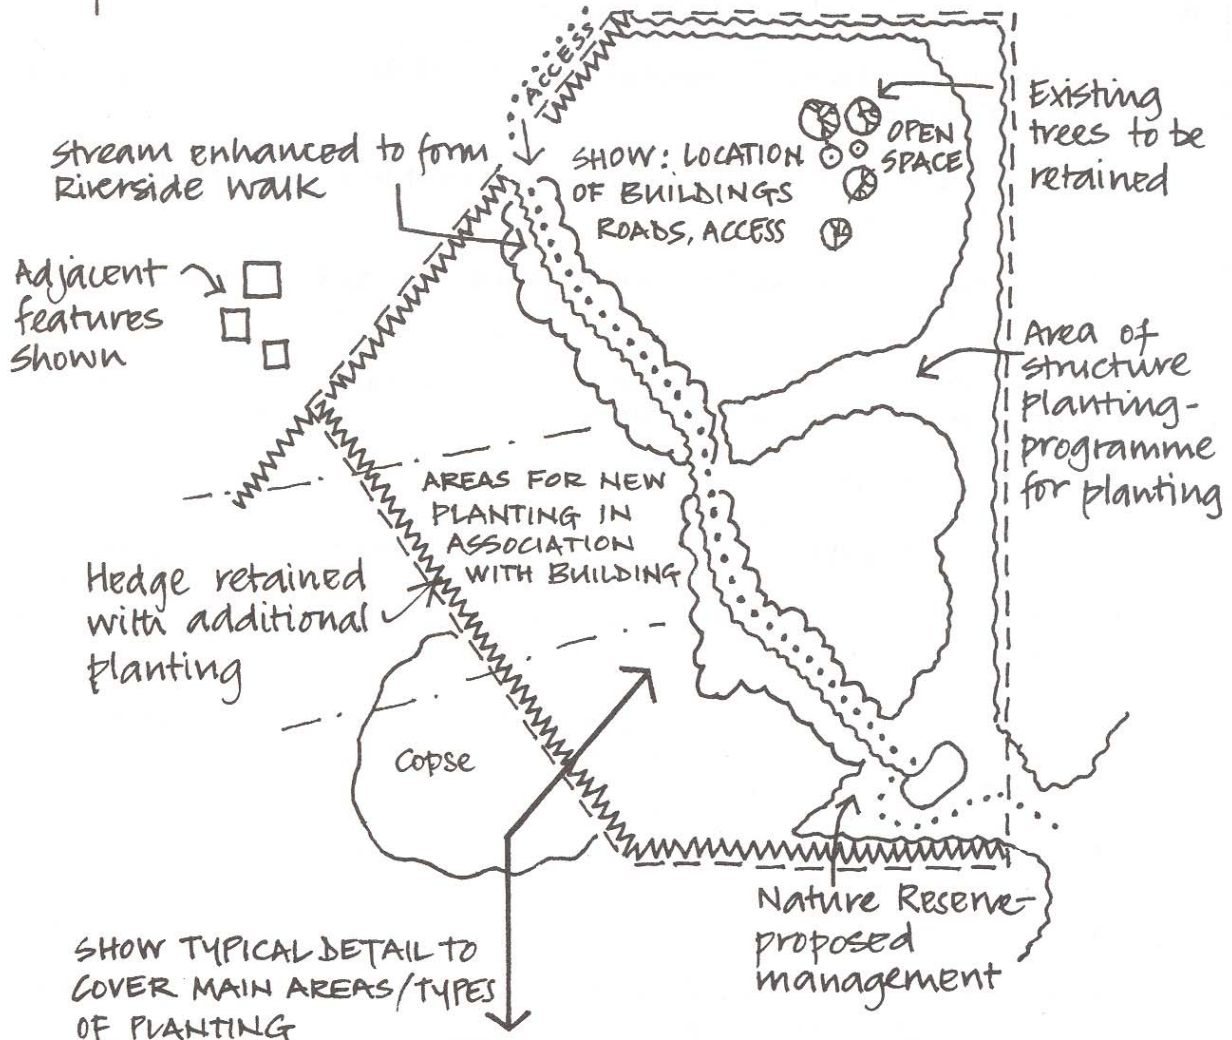 ACCESS
Existing
trees to be
retained
OPEN
SPACE
SHOW: LOCATION
OF BUILDINGS
ROADS, ACCESS
Stream enhanced to form
Riverside walk
Adjacent
features
shown
Area of
structure
planting-
programme
for planting
AREAS FOR NEW
PLANTING IN
ASSOCIATION
WITH BUILDING
Hedge retained
with additional
planting
Copse
Nature Reserve-
proposed
management
SHOW TYPICAL DETAIL TO
COVER MAIN AREAS/TYPES
OF PLANTING